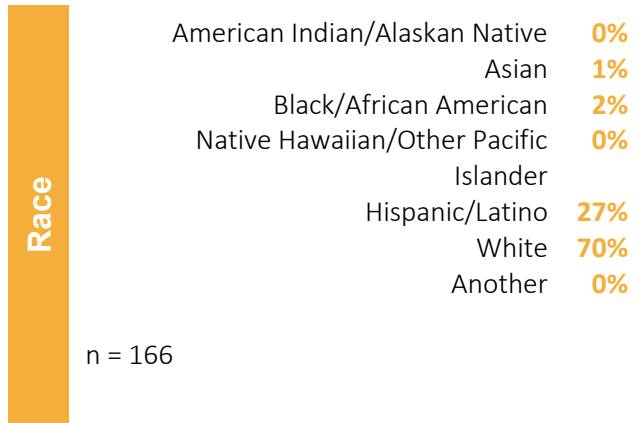 Race
American Indian/Alaskan Native 0%
Asian 1%
Black/African American 2%
Native Hawaiian/Other Pacific 0%
Islander
Hispanic/Latino 27%
White 70%
Another 0%
n = 166